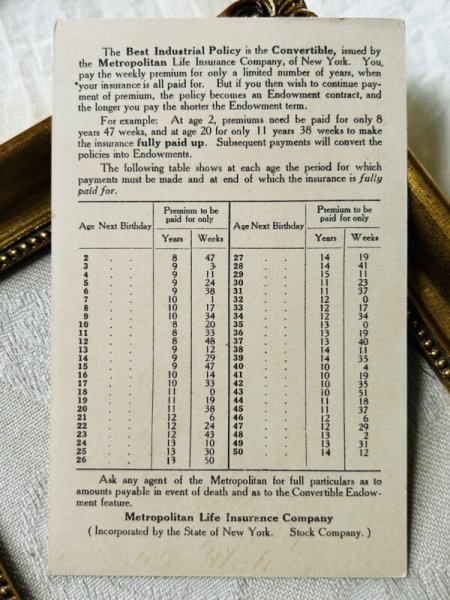 The Best Industrial Policy is the Convertible, issued by
the Metropolitan Life Insurance Company, of New York. You,
pay the weekly premium for only a limited number of years, when
your insurance is all paid for. But if you then wish to continue pay-
ment of premium, the policy becomes an Endowment contract, and
the longer you pay the shorter the Endowment term.
For example: At age 2, premiums need be paid for only 8
years 47 weeks, and at age 20 for only 11 years 38 weeks to make
the insurance fully paid up. Subsequent payments will convert the
policies into Endowments.
The following table shows at each age the period for which
payments must be made and at end of which the insurance is fully
paid for.
Age Next Birthday Premium to be paid for only Age Next Birthday Premium to be paid for only
Years Weeks Years Weeks
2 . . . 8 47 27 . . . 14 19
3 . . . 9 3 28 . . . 14 41
4 . . . 9 11 29 . . . 15 11
5 . . . 9 24 30 . . . 11 23
6 . . . 9 38 31 . . . 11 37
7 . . . 10 1 32 . . . 12 0
8 . . . 10 17 33 . . . 12 17
9 . . . 10 34 34 . . . 12 34
10 . . . 8 20 35 . . . 13 0
11 . . . 8 33 36 . . . 13 19
12 . . . 8 48 37 . . . 13 40
13 . . . 9 12 38 . . . 14 11
14 . . . 9 29 39 . . . 14 35
15 . . . 9 47 40 . . . 10 4
16 . . . 10 14 41 . . . 10 19
17 . . . 10 33 42 . . . 10 35
18 . . . 11 0 43 . . . 10 51
19 . . . 11 19 44 . . . 11 18
20 . . . 11 38 45 . . . 11 37
21 . . . 12 6 46 . . . 12 6
22 . . . 12 24 47 . . . 12 29
23 . . . 12 43 48 . . . 13 2
24 . . . 13 10 49 . . . 13 31
25 . . . 13 30 50 . . . 14 12
26 . . . 13 50
Ask any agent of the Metropolitan for full particulars as to
amounts payable in event of death and as to the Convertible Endow-
ment feature.
Metropolitan Life Insurance Company
( Incorporated by the State of New York. Stock Company. )